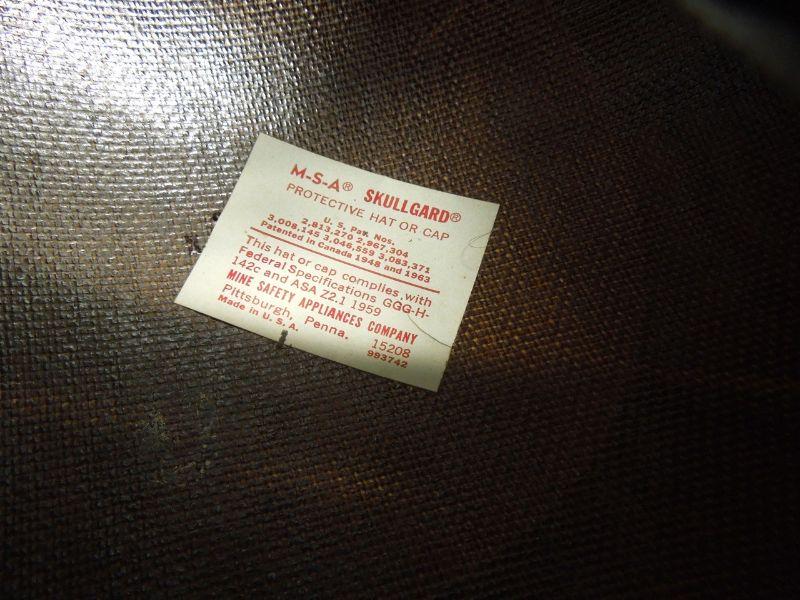 M-S-A® SKULLGARD®
PROTECTIVE HAT OR CAP
U. S. Pat. Nos.
2,813,270 2,967,304
3,008,145 3,046,559 3,083,371
Patented in Canada 1948 and 1963
This hat or cap complies with
Federal Specifications GGG-H-
142c and ASA Z2.1 1959
MINE SAFETY APPLIANCES COMPANY
Pittsburgh, Penna. 15208
Made in U. S. A. 993742